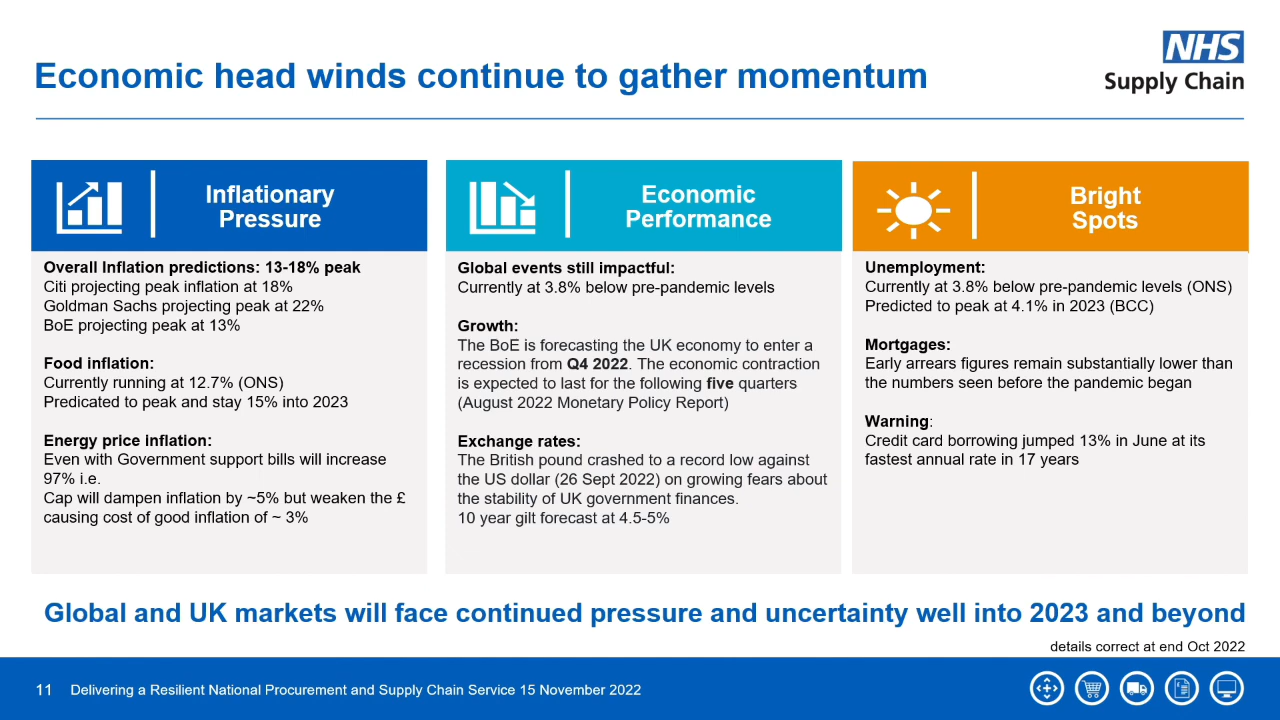 Economic head winds continue to gather momentum
NHS
Supply Chain
Inflationary
Pressure
Overall Inflation predictions: 13-18% peak
Citi projecting peak inflation at 18%
Goldman Sachs projecting peak at 22%
BoE projecting peak at 13%
Food inflation:
Currently running at 12.7% (ONS)
Predicated to peak and stay 15% into 2023
Energy price inflation:
Even with Government support bills will increase
97% i.e.
Cap will dampen inflation by ~5% but weaken the £
causing cost of good inflation of ~ 3%
Economic
Performance
Global events still impactful:
Currently at 3.8% below pre-pandemic levels
Growth:
The BoE is forecasting the UK economy to enter a
recession from Q4 2022. The economic contraction
is expected to last for the following five quarters
(August 2022 Monetary Policy Report)
Exchange rates:
The British pound crashed to a record low against
the US dollar (26 Sept 2022) on growing fears about
the stability of UK government finances.
10 year gilt forecast at 4.5-5%
Bright
Spots
Unemployment:
Currently at 3.8% below pre-pandemic levels (ONS)
Predicted to peak at 4.1% in 2023 (BCC)
Mortgages:
Early arrears figures remain substantially lower than
the numbers seen before the pandemic began
Warning:
Credit card borrowing jumped 13% in June at its
fastest annual rate in 17 years
Global and UK markets will face continued pressure and uncertainty well into 2023 and beyond
details correct at end Oct 2022
11 Delivering a Resilient National Procurement and Supply Chain Service 15 November 2022